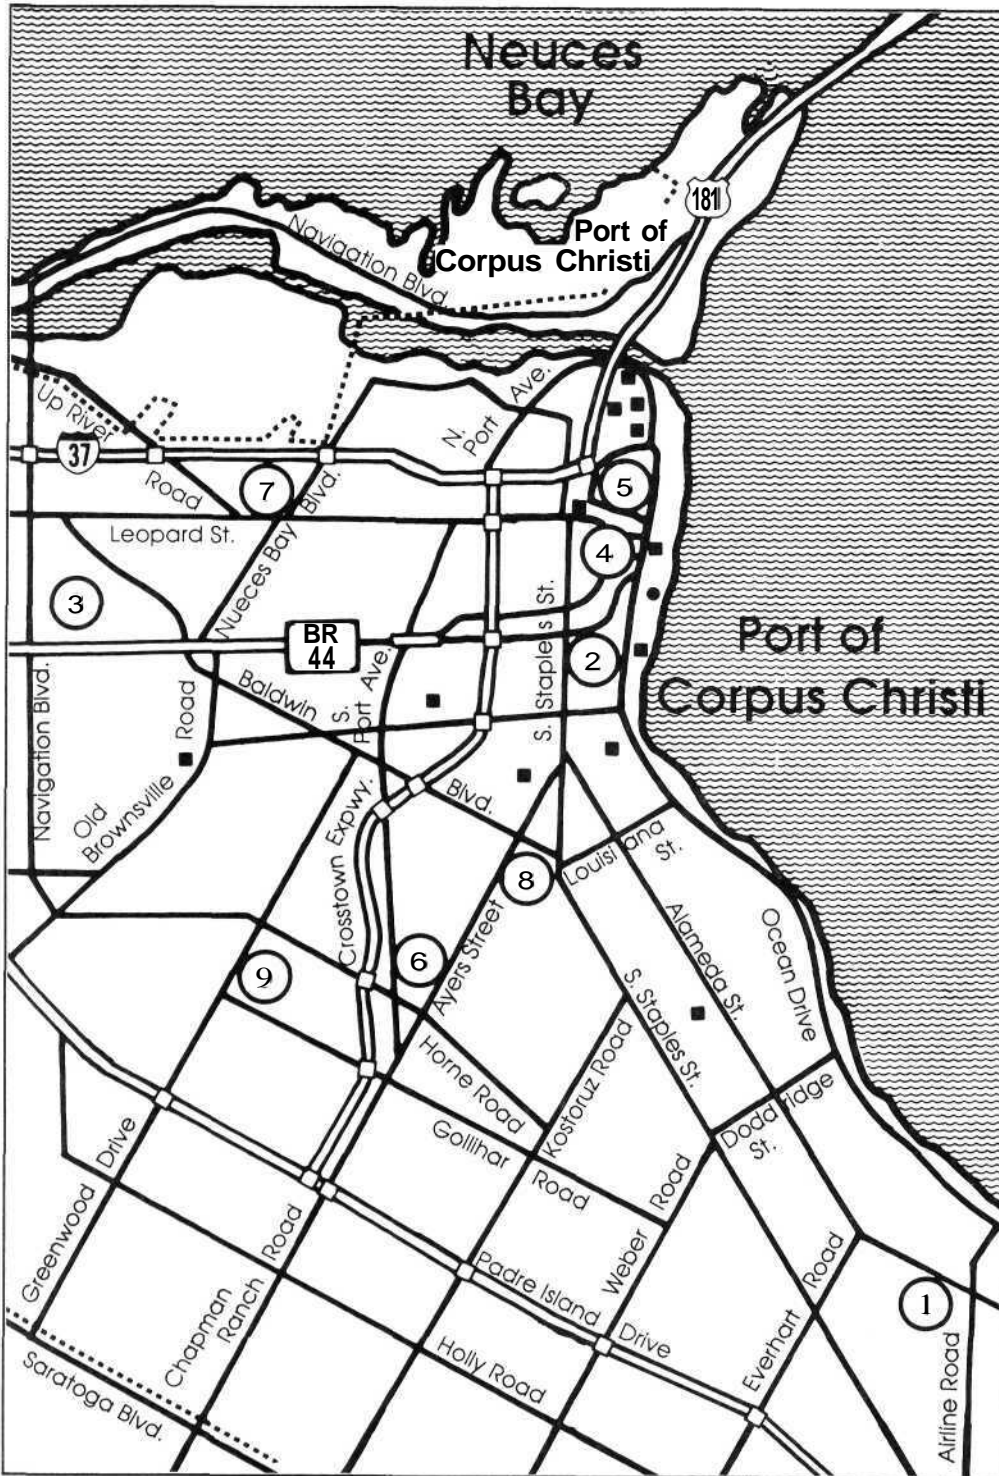 Neuces
Bay
181
Port of
Corpus Christi
Navigation Blvd.
Up River
Road
37
N.
Port
Ave.
7
5
Leopard St.
Nueces Bay Blvd.
4
3
BR
44
S. Staples St.
2
Port of
Corpus Christi
Navigation Blvd.
Baldwin
Blvd.
S.
Port Ave.
Old
Brownsville
Road
Crosstown Expwy.
8
Louisiana
St.
Alameda St.
Ocean Drive
9
6
Ayers Street
S. Staples St.
Horne Road
Kostoruz Road
Gollihar
Road
Doddridge
St.
Greenwood
Drive
Chapman
Ranch
Road
Padre Island
Drive
Weber
Road
Everhart
Road
1
Airline Road
Holly Road
Saratoga Blvd.